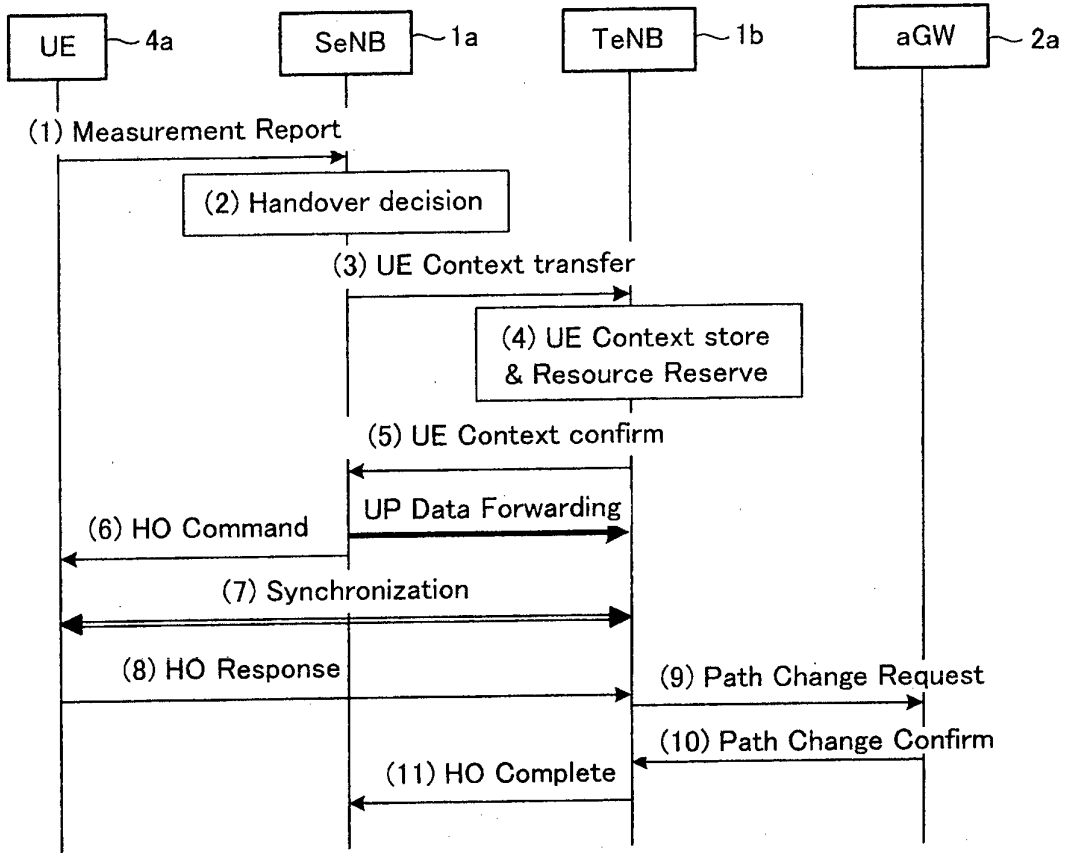 UE 4a SeNB 1a TeNB 1b aGW 2a
(1) Measurement Report
(2) Handover decision
(3) UE Context transfer
(4) UE Context store
& Resource Reserve
(5) UE Context confirm
UP Data Forwarding
(6) HO Command
(7) Synchronization
(8) HO Response
(9) Path Change Request
(10) Path Change Confirm
(11) HO Complete